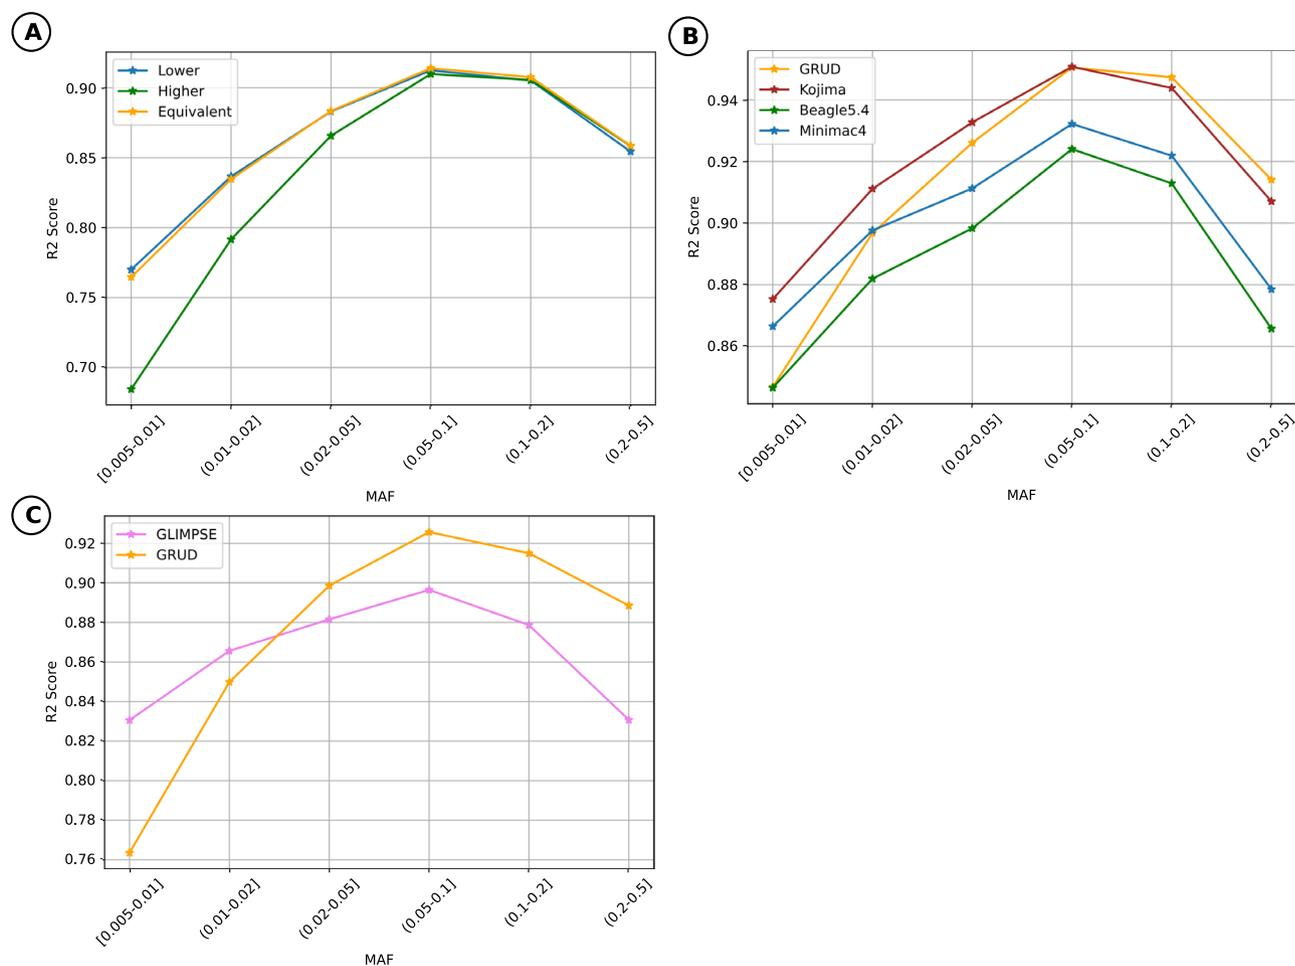 A
Lower
Higher
Equivalent
0.90
0.85
0.80
0.75
0.70
R2 Score
[0.005-0.01]
(0.01-0.02]
(0.02-0.05]
(0.05-0.1]
(0.1-0.2]
(0.2-0.5]
MAF
B
GRUD
Kojima
Beagle5.4
Minimac4
0.94
0.92
0.90
0.88
0.86
R2 Score
[0.005-0.01]
(0.01-0.02]
(0.02-0.05]
(0.05-0.1]
(0.1-0.2]
(0.2-0.5]
MAF
C
GLIMPSE
GRUD
0.92
0.90
0.88
0.86
0.84
0.82
0.80
0.78
0.76
R2 Score
[0.005-0.01]
(0.01-0.02]
(0.02-0.05]
(0.05-0.1]
(0.1-0.2]
(0.2-0.5]
MAF